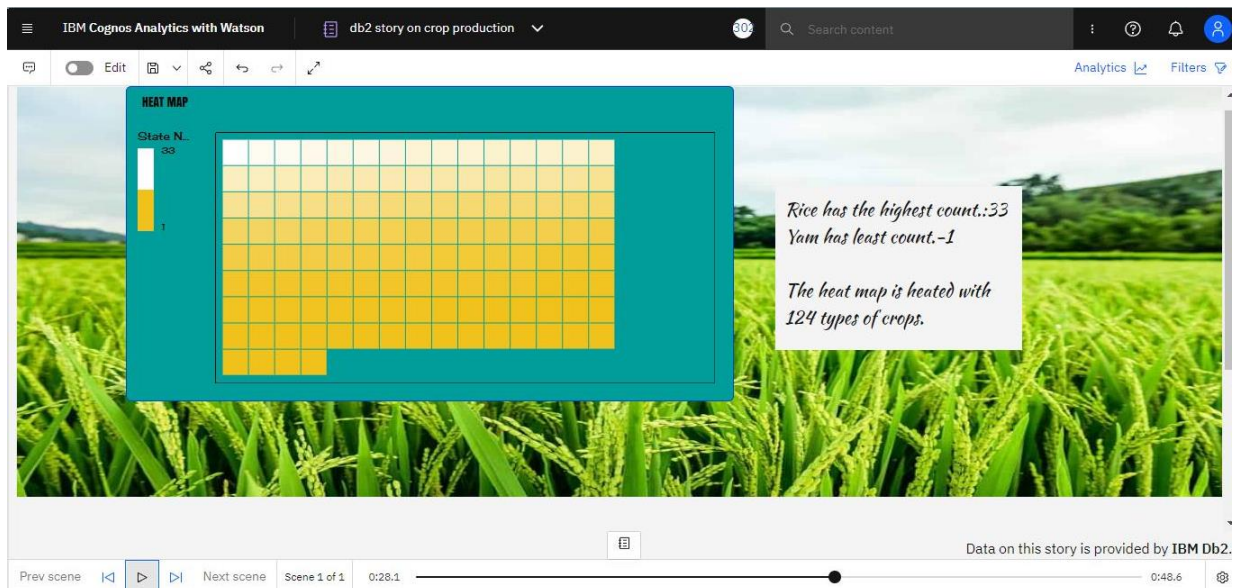 IBM Cognos Analytics with Watson
db2 story on crop production
302
Search content
Edit
Analytics
Filters
HEAT MAP
State N..
33
1
Rice has the highest count.:33
Yam has least count.-1
The heat map is heated with
124 types of crops.
Data on this story is provided by IBM Db2.
Prev scene
Next scene
Scene 1 of 1
0:28.1
0:48.6